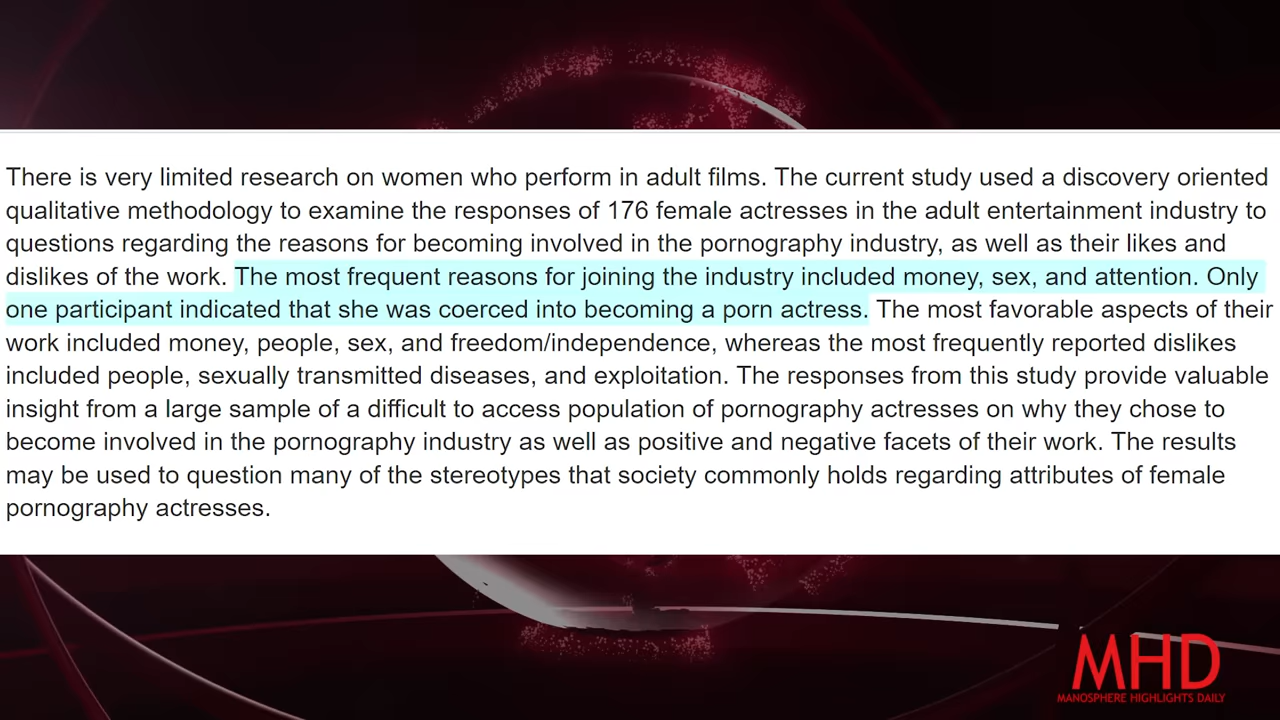 There is very limited research on women who perform in adult films. The current study used a discovery oriented
qualitative methodology to examine the responses of 176 female actresses in the adult entertainment industry to
questions regarding the reasons for becoming involved in the pornography industry, as well as their likes and
dislikes of the work. The most frequent reasons for joining the industry included money, sex, and attention. Only
one participant indicated that she was coerced into becoming a porn actress. The most favorable aspects of their
work included money, people, sex, and freedom/independence, whereas the most frequently reported dislikes
included people, sexually transmitted diseases, and exploitation. The responses from this study provide valuable
insight from a large sample of a difficult to access population of pornography actresses on why they chose to
become involved in the pornography industry as well as positive and negative facets of their work. The results
may be used to question many of the stereotypes that society commonly holds regarding attributes of female
pornography actresses.
MHD
MANOSPHERE HIGHLIGHTS DAILY